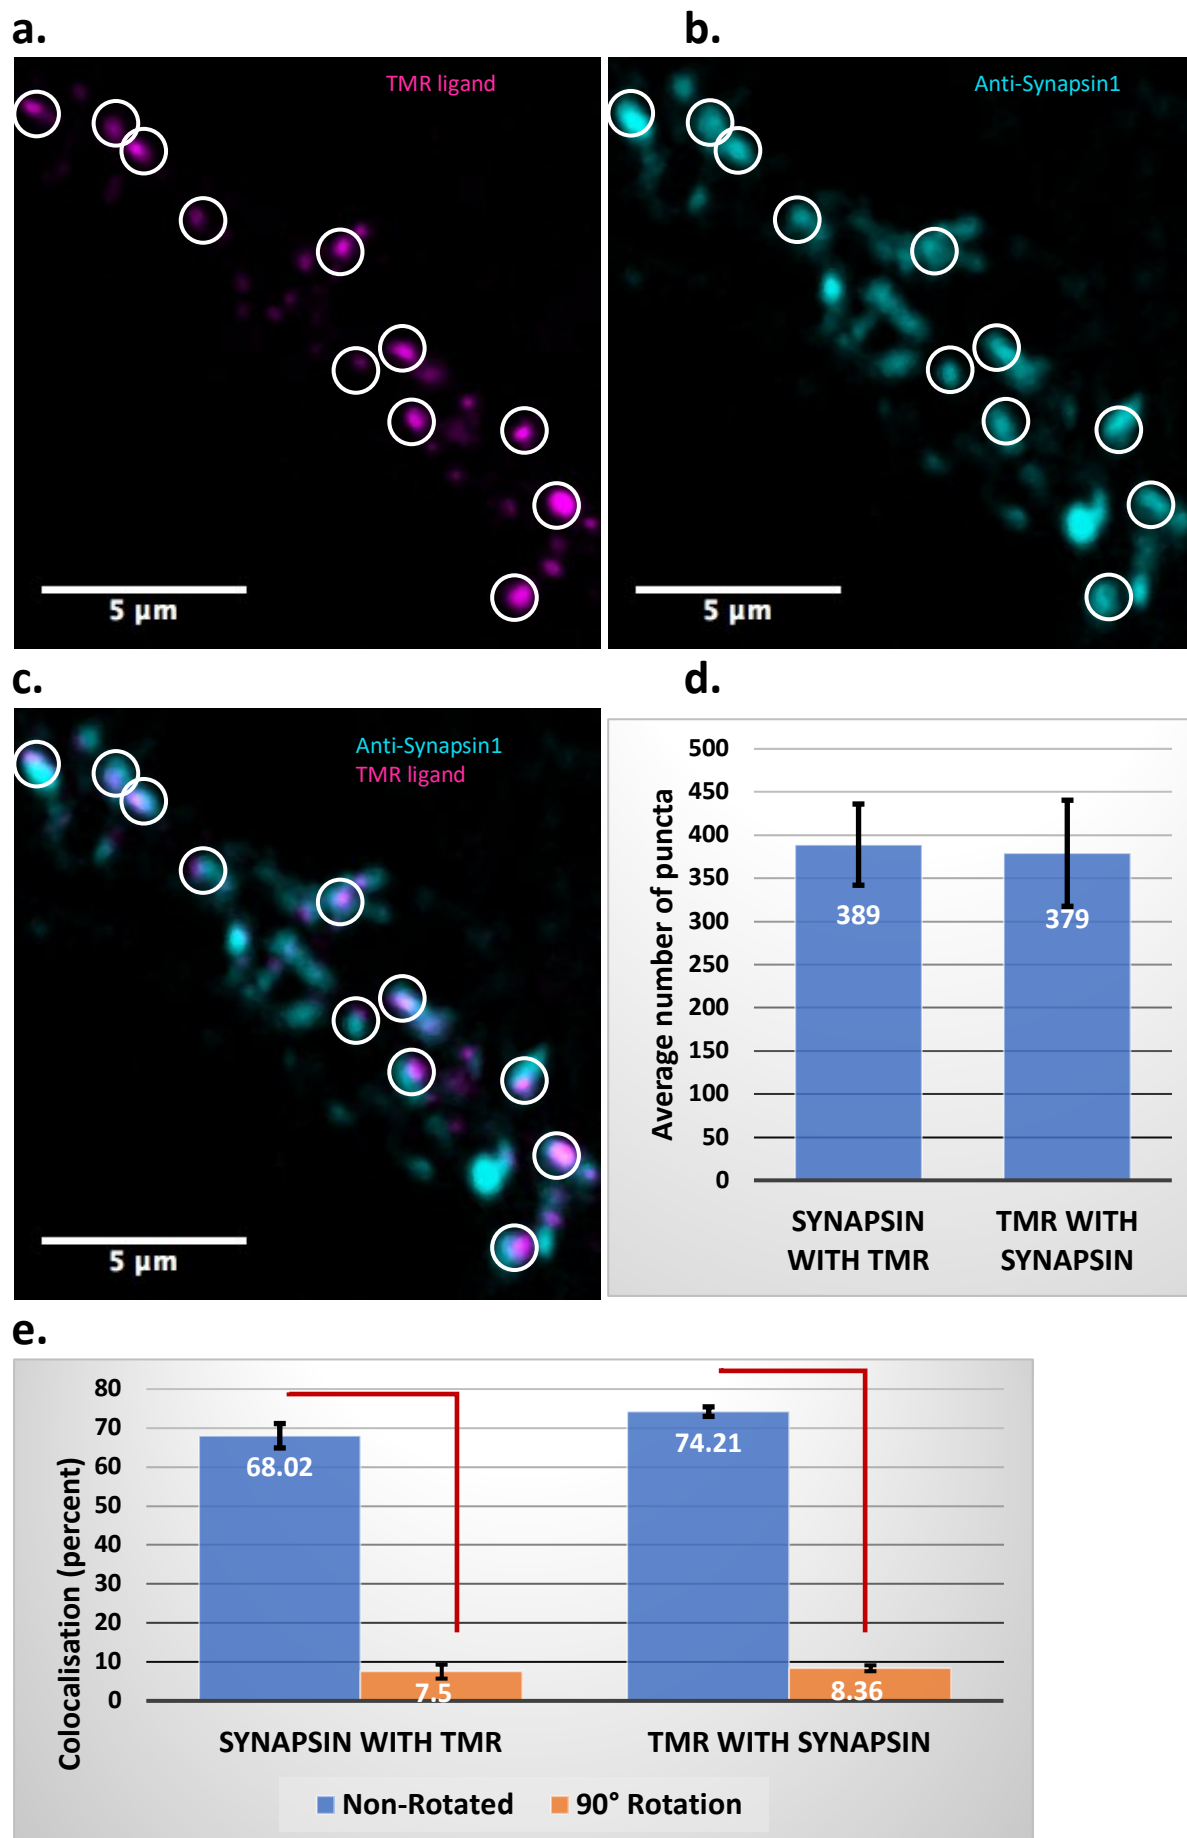 a.
TMR ligand
5 µm
b.
Anti-Synapsin1
5 µm
c.
Anti-Synapsin1
TMR ligand
5 µm
d.
Average number of puncta
500
450
400
350
300
250
200
150
100
50
0
389
379
SYNAPSIN
WITH TMR
TMR WITH
SYNAPSIN
e.
Colocalisation (percent)
80
70
60
50
40
30
20
10
0
68.02
7.5
74.21
8.36
SYNAPSIN WITH TMR
TMR WITH SYNAPSIN
Non-Rotated
90° Rotation